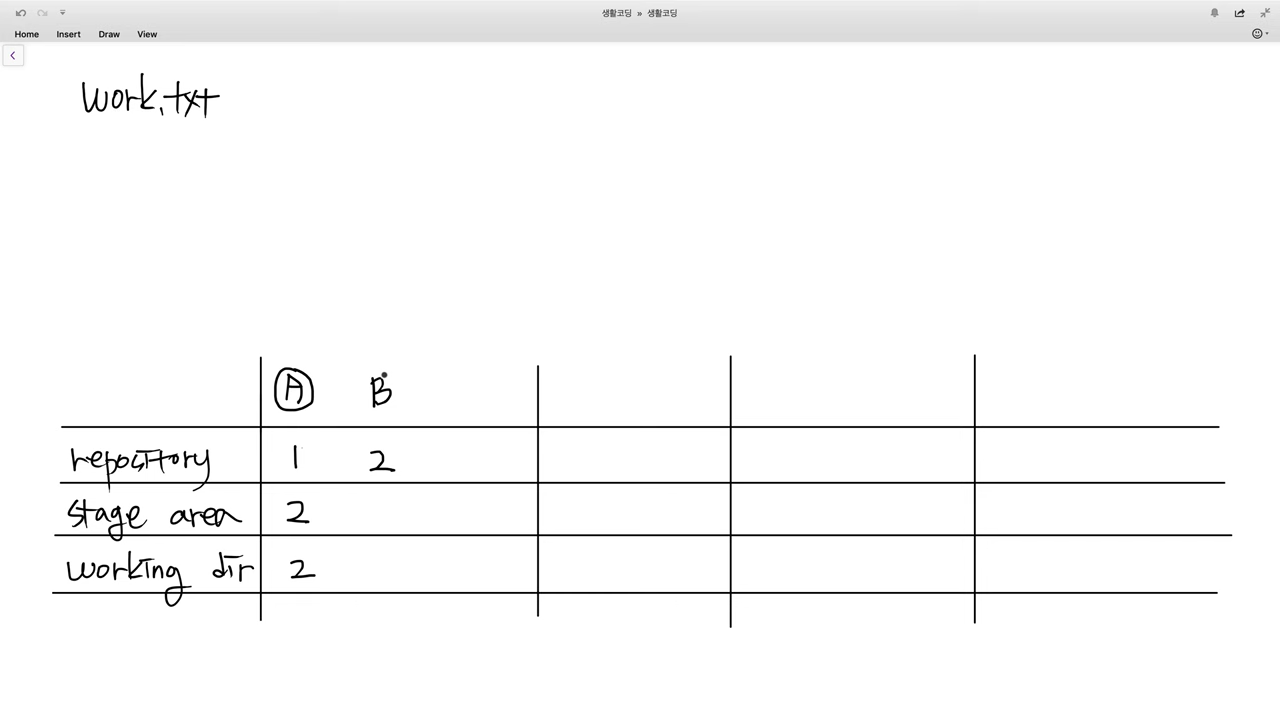 생활코딩 » 생활코딩
Home Insert Draw View
work.txt
A B
repository 1 2
stage area 2
working dir 2